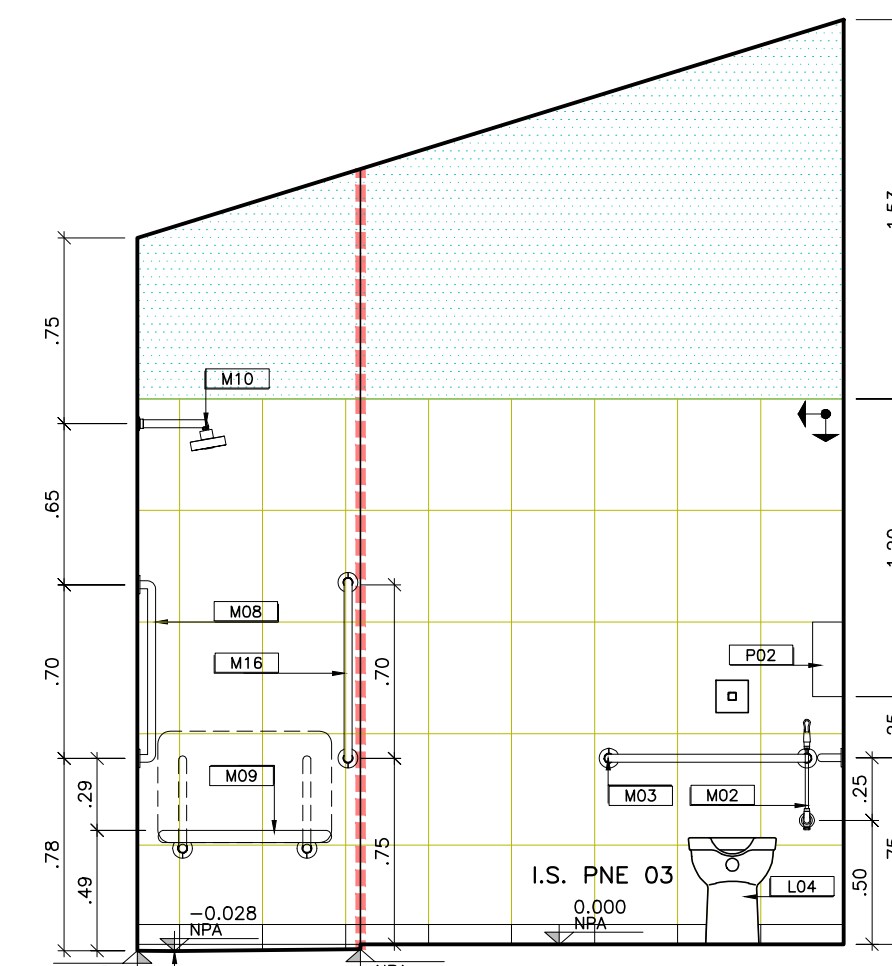 .75
M10
.65
M08
.70
M16
.70
P02
M09
.29
M03
M02
.25
.78
.75
.49
I.S. PNE 03
L04
.50
-0.028
NPA
0.000
NPA